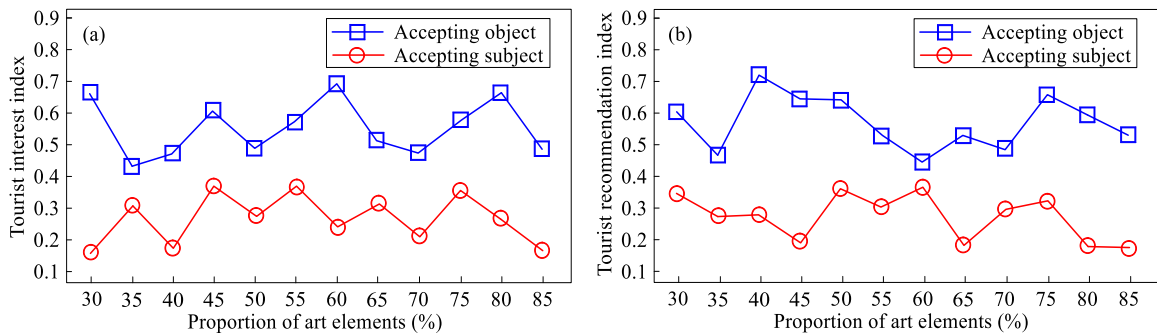 (a)
Accepting object
Accepting subject
Tourist interest index
0.9
0.8
0.7
0.6
0.5
0.4
0.3
0.2
0.1
30 35 40 45 50 55 60 65 70 75 80 85
Proportion of art elements (%)
(b)
Accepting object
Accepting subject
Tourist recommendation index
0.9
0.8
0.7
0.6
0.5
0.4
0.3
0.2
0.1
30 35 40 45 50 55 60 65 70 75 80 85
Proportion of art elements (%)